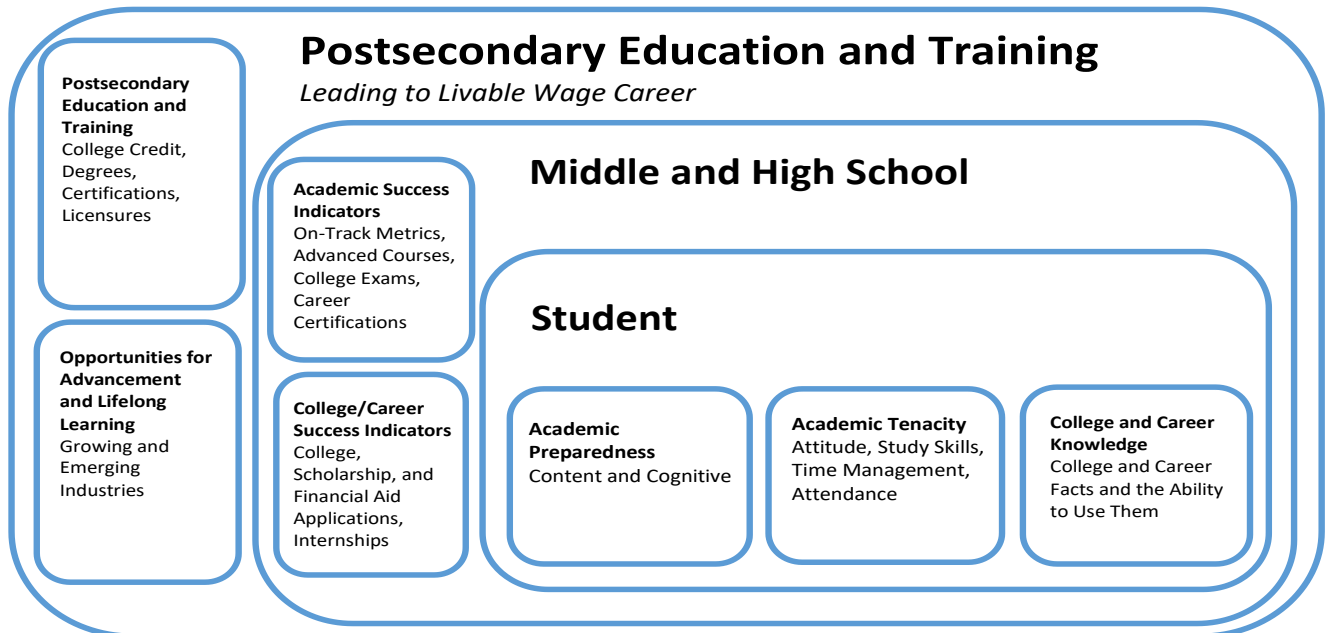 Postsecondary Education and Training
Leading to Livable Wage Career
Postsecondary
Education and
Training
College Credit,
Degrees,
Certifications,
Licensures
Opportunities for
Advancement
and Lifelong
Learning
Growing and
Emerging
Industries
Middle and High School
Academic Success
Indicators
On-Track Metrics,
Advanced Courses,
College Exams,
Career
Certifications
College/Career
Success Indicators
College,
Scholarship, and
Financial Aid
Applications,
Internships
Student
Academic
Preparedness
Content and Cognitive
Academic Tenacity
Attitude, Study Skills,
Time Management,
Attendance
College and Career
Knowledge
College and Career
Facts and the Ability
to Use Them